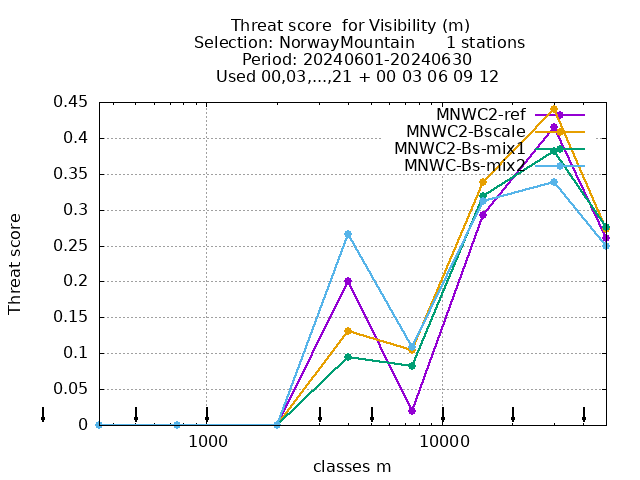 Threat score  for Visibility (m)
Selection: NorwayMountain      1 stations
Period: 20240601-20240630
Used 00,03,...,21 + 00 03 06 09 12
MNWC2-ref
MNWC2-Bscale
MNWC2-Bs-mix1
MNWC-Bs-mix2
Threat score
0.45
0.4
0.35
0.3
0.25
0.2
0.15
0.1
0.05
0
1000
10000
classes m